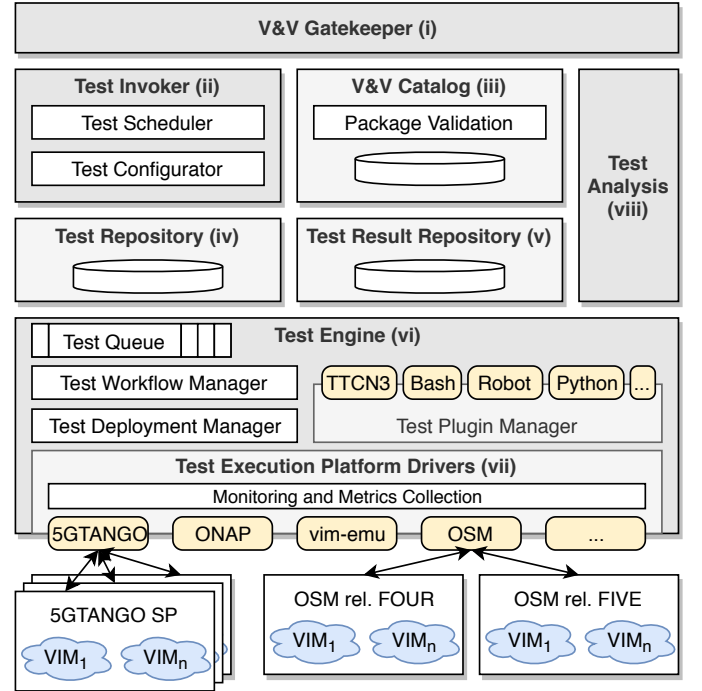 V&V Gatekeeper (i)
Test Invoker (ii)
Test Scheduler
Test Configurator
V&V Catalog (iii)
Package Validation
Test
Analysis
(viii)
Test Repository (iv)
Test Result Repository (v)
Test Engine (vi)
Test Queue
Test Workflow Manager
Test Deployment Manager
TTCN3 Bash Robot Python ...
Test Plugin Manager
Test Execution Platform Drivers (vii)
Monitoring and Metrics Collection
5GTANGO ONAP vim-emu OSM ...
5GTANGO SP
VIM1 VIMn
OSM rel. FOUR
VIM1 VIMn
OSM rel. FIVE
VIM1 VIMn